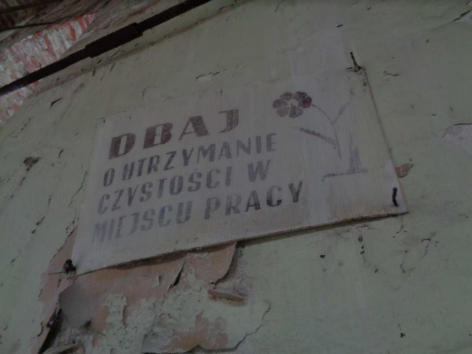 DBAJ
O UTRZYMANIE
CZYSTOŚCI W
MIEJSCU PRACY